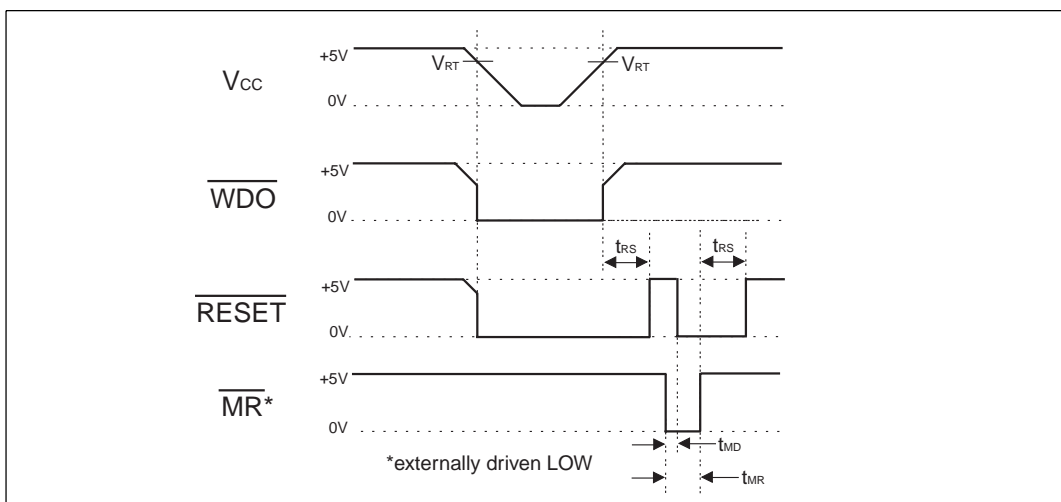 +5V
VRT
VRT
VCC
0V
+5V
WDO
0V
tRS
tRS
+5V
RESET
0V
+5V
MR*
0V
tMD
*externally driven LOW
tMR